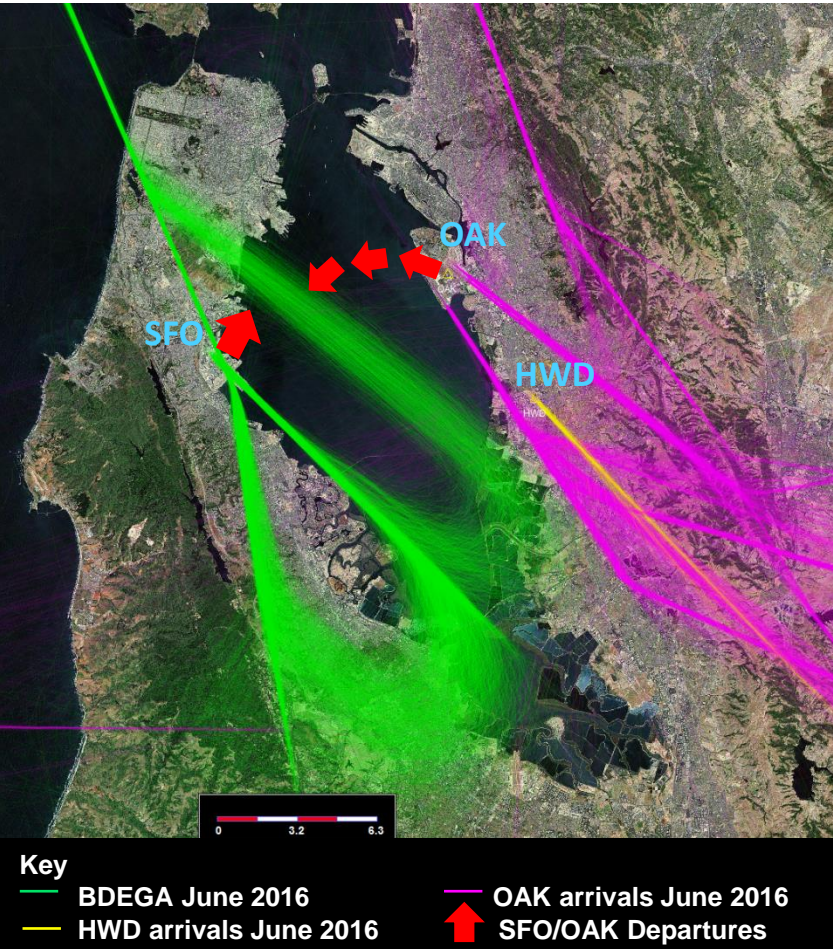 OAK
OAK
SFO
HWD
HWD
0 3.2 6.3
Key
BDEGA June 2016
OAK arrivals June 2016
HWD arrivals June 2016
SFO/OAK Departures